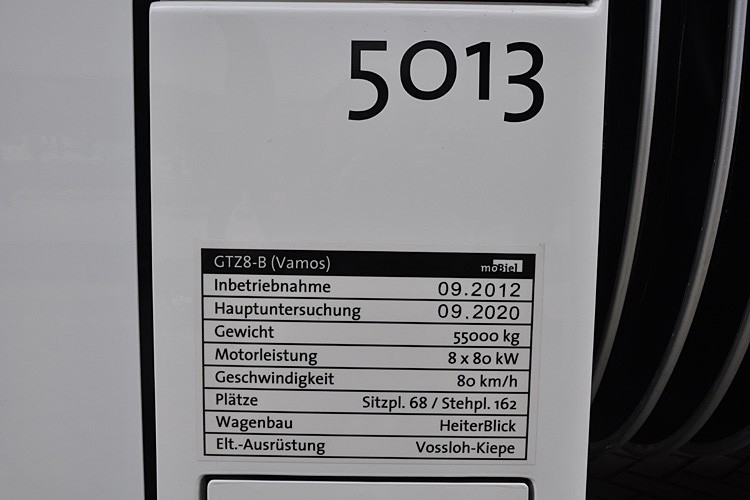 5013
GTZ8-B (Vamos) moBiel
Inbetriebnahme 09.2012
Hauptuntersuchung 09.2020
Gewicht 55000 kg
Motorleistung 8 x 80 kW
Geschwindigkeit 80 km/h
Plätze Sitzpl. 68 / Stehpl. 162
Wagenbau HeiterBlick
Elt.-Ausrüstung Vossloh-Kiepe